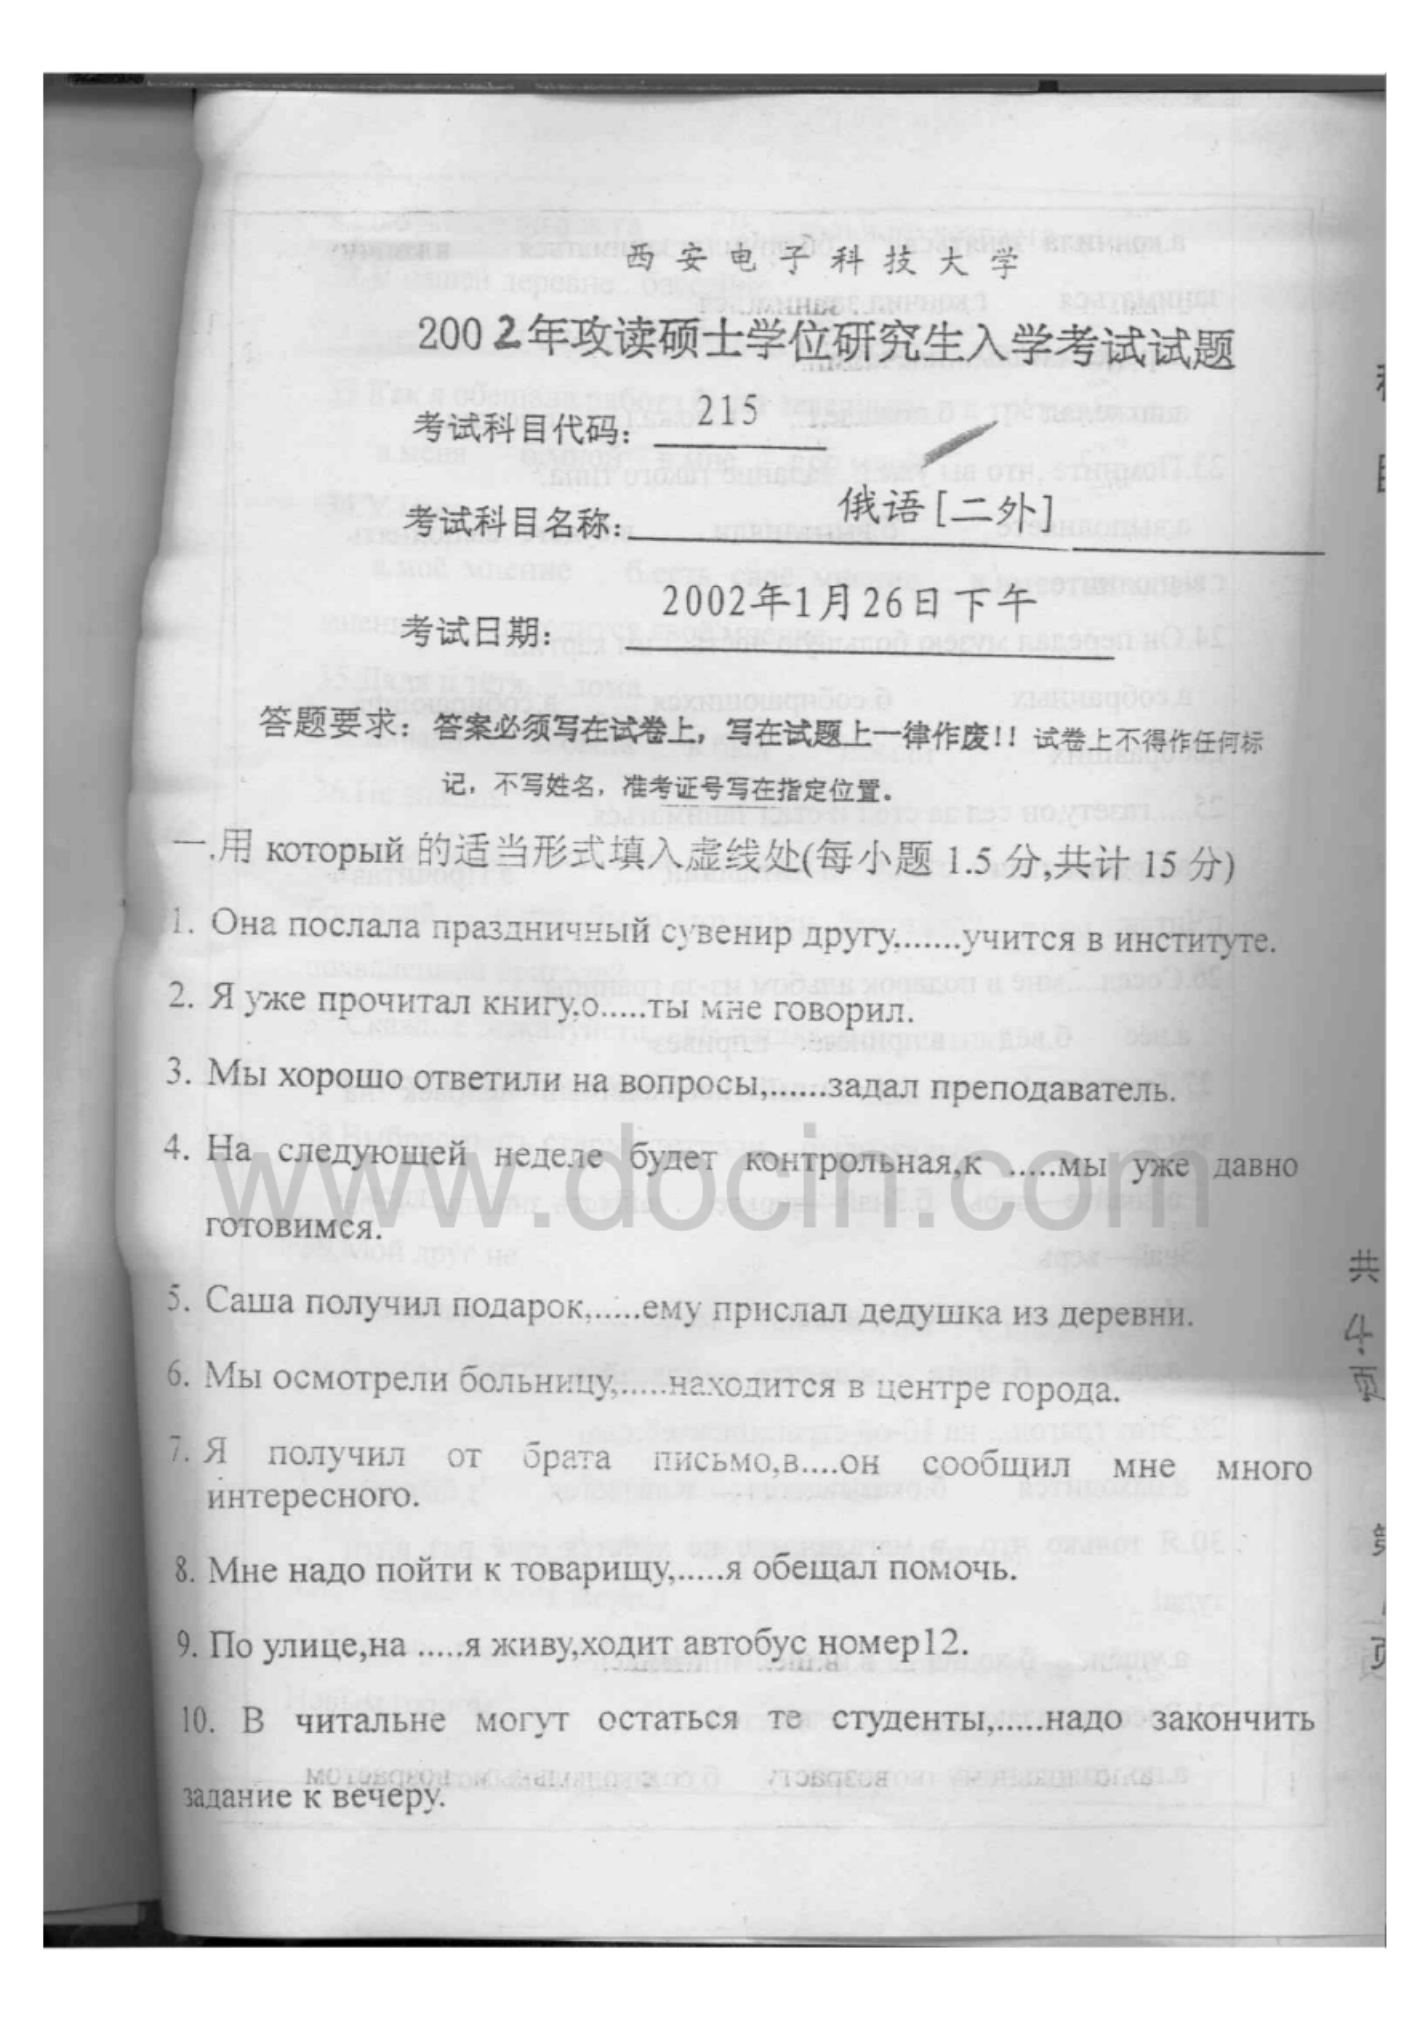 西安电子科技大学
2002年攻读硕士学位研究生入学考试试题
考试科目代码: 215
考试科目名称: 俄语[二外]
考试日期: 2002年1月26日下午
答题要求: 答案必须写在试卷上, 写在试题上一律作废!! 试卷上不得作任何标
记, 不写姓名, 准考证号写在指定位置.
一.用 который 的适当形式填入虚线处(每小题 1.5 分,共计 15 分)
1. Она послала праздничный сувенир другу,.......учится в институте.
2. Я уже прочитал книгу,о.....ты мне говорил.
3. Мы хорошо ответили на вопросы,......задал преподаватель.
4. На следующей неделе будет контрольная,к .....мы уже давно
готовимся.
5. Саша получил подарок,.....ему прислал дедушка из деревни.
6. Мы осмотрели больницу,.....находится в центре города.
7. Я получил от брата письмо,в....он сообщил мне много
интересного.
8. Мне надо пойти к товарищу,.....я обещал помочь.
9. По улице,на .....я живу,ходит автобус номер12.
10. В читальне могут остаться те студенты,.....надо закончить
задание к вечеру.
共4页
第
页
www.docin.com